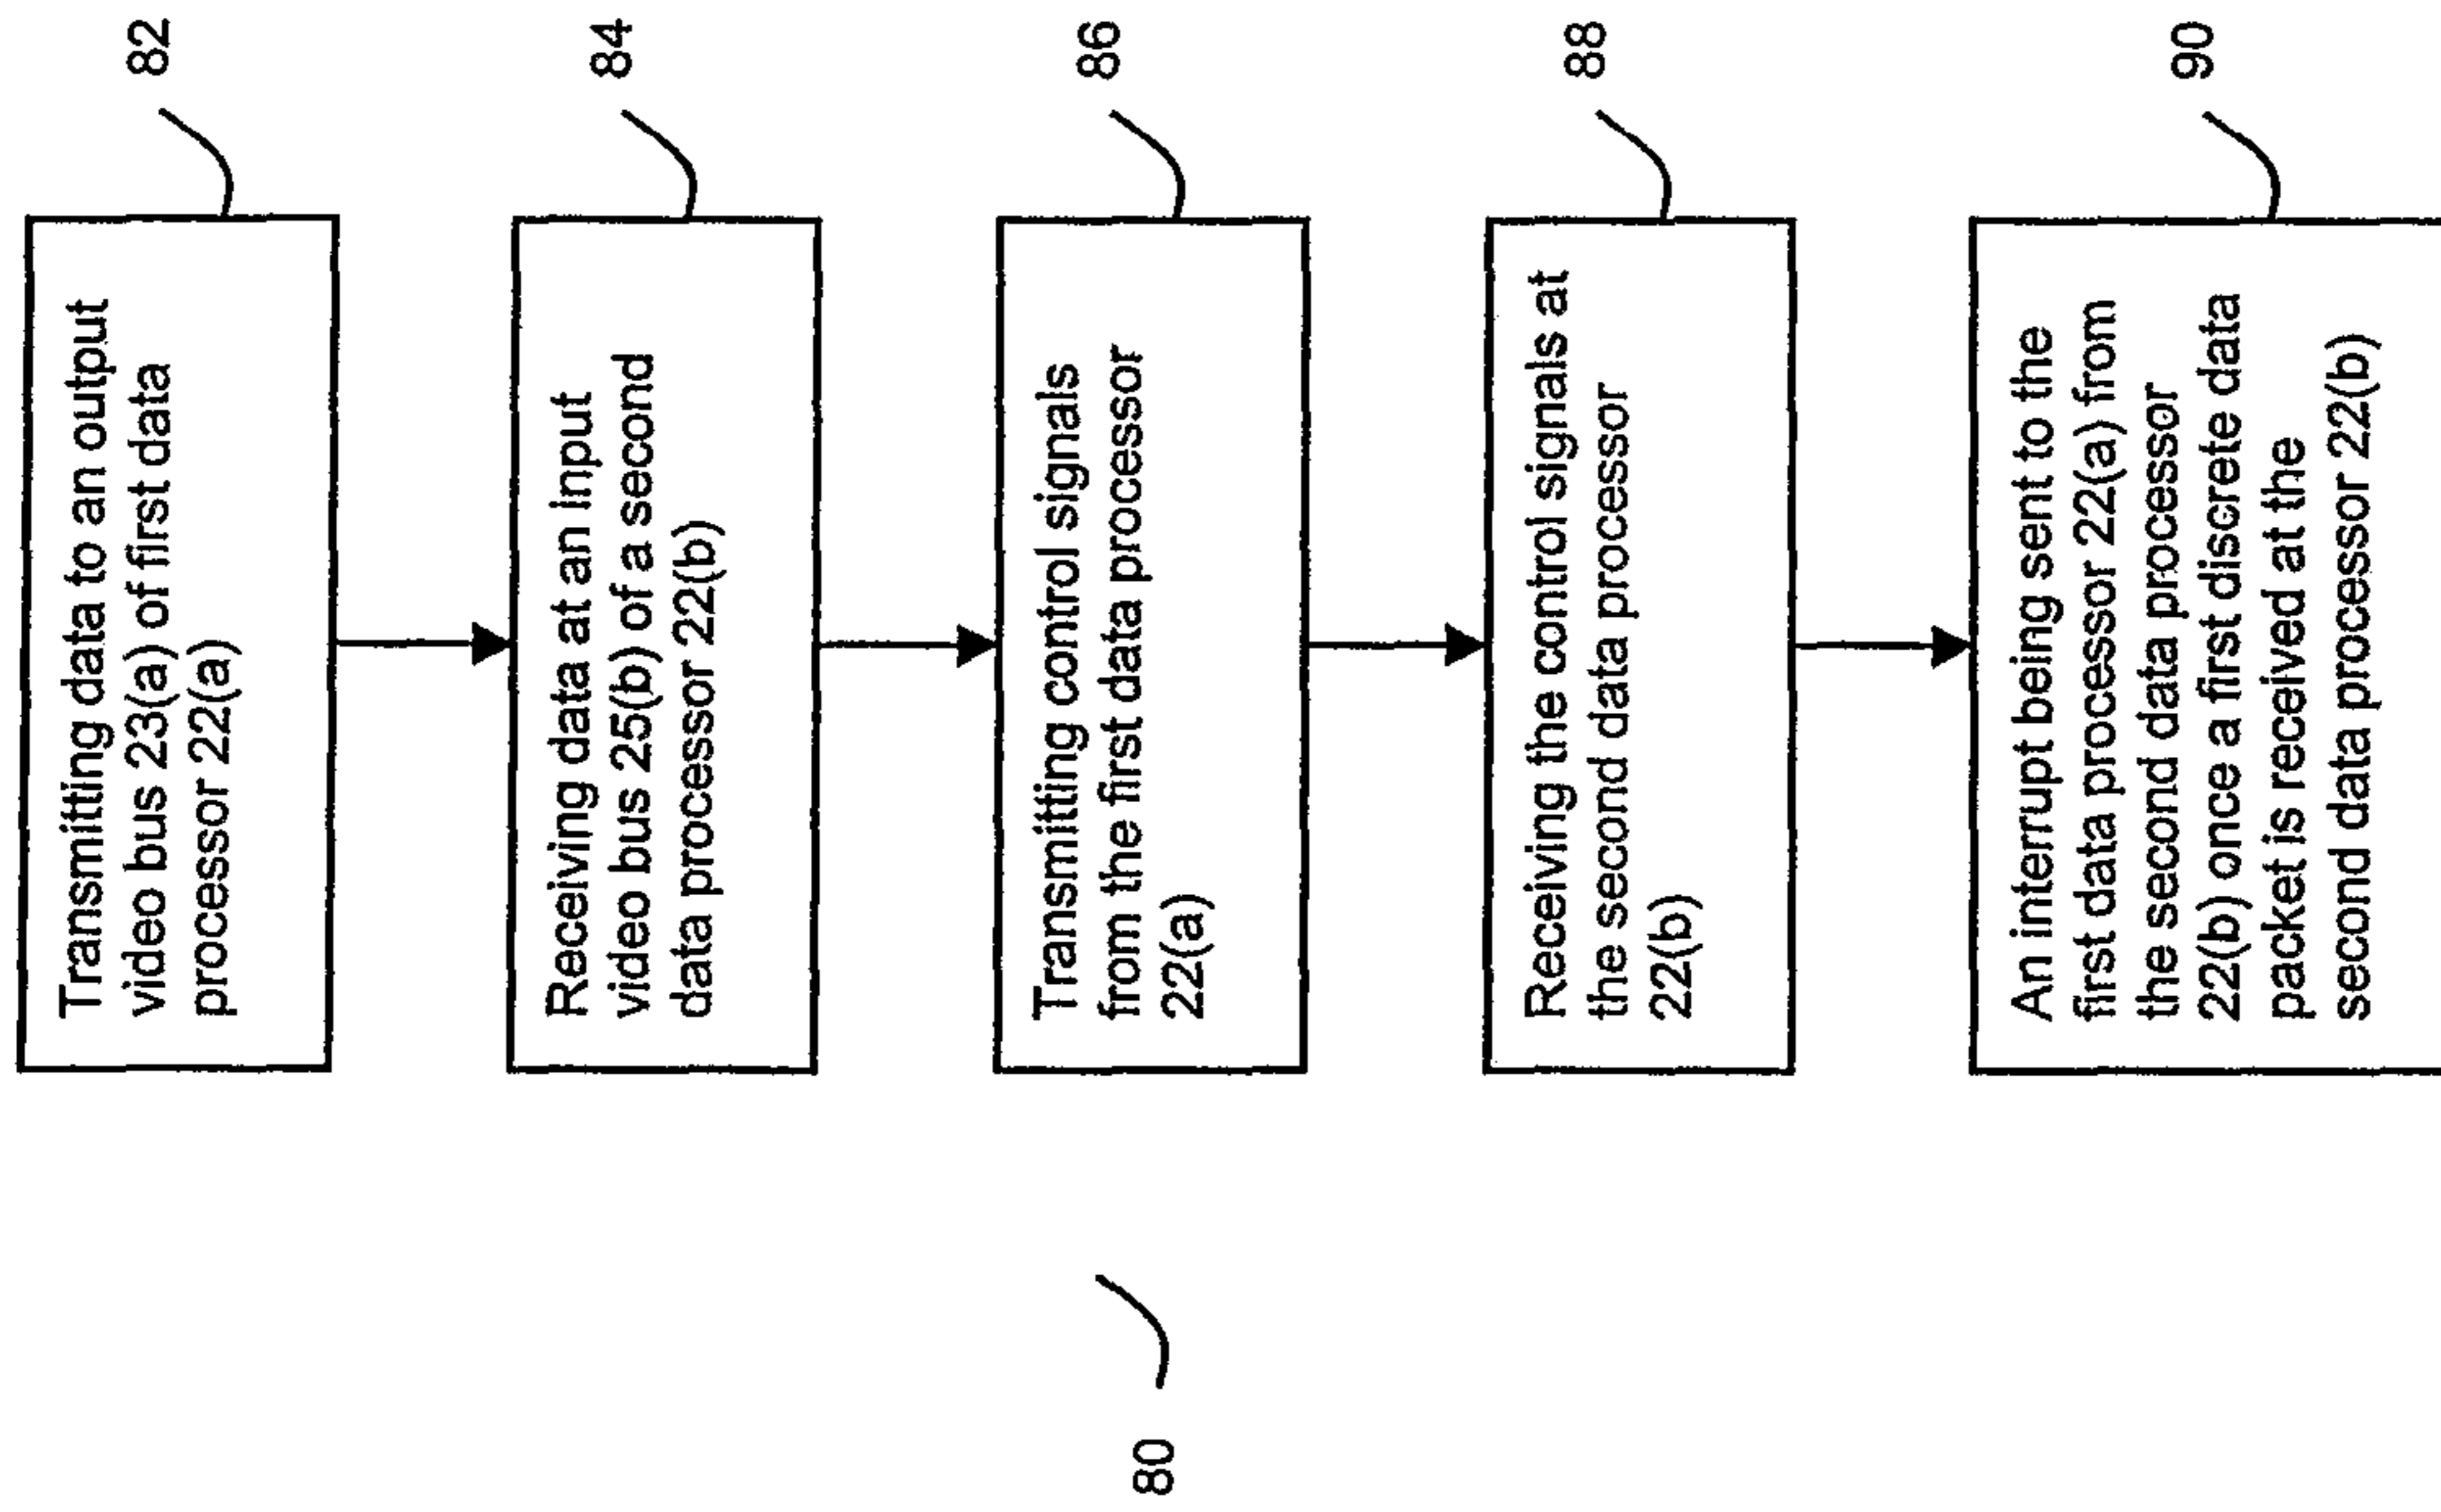 80
Transmitting data to an output
video bus 23(a) of first data
processor 22(a)
82
Receiving data at an input
video bus 25(b) of a second
data processor 22(b)
84
Transmitting control signals
from the first data processor
22(a)
86
Receiving the control signals at
the second data processor
22(b)
88
An interrupt being sent to the
first data processor 22(a) from
the second data processor
22(b) once a first discrete data
packet is received at the
second data processor 22(b)
90